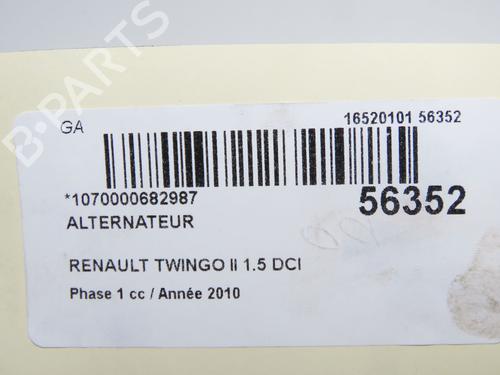 B-PARTS
GA
16520101 56352
*1070000682987
56352
ALTERNATEUR
RENAULT TWINGO II 1.5 DCI
Phase 1 cc / Année 2010